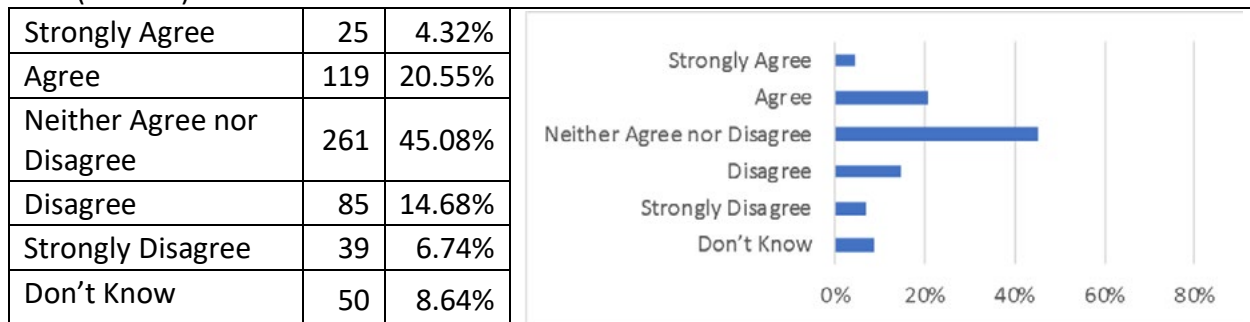 Strongly Agree 25 4.32%
Agree 119 20.55%
Neither Agree nor
Disagree 261 45.08%
Disagree 85 14.68%
Strongly Disagree 39 6.74%
Don't Know 50 8.64%
Strongly Agree
Agree
Neither Agree nor Disagree
Disagree
Strongly Disagree
Don't Know
0% 20% 40% 60% 80%